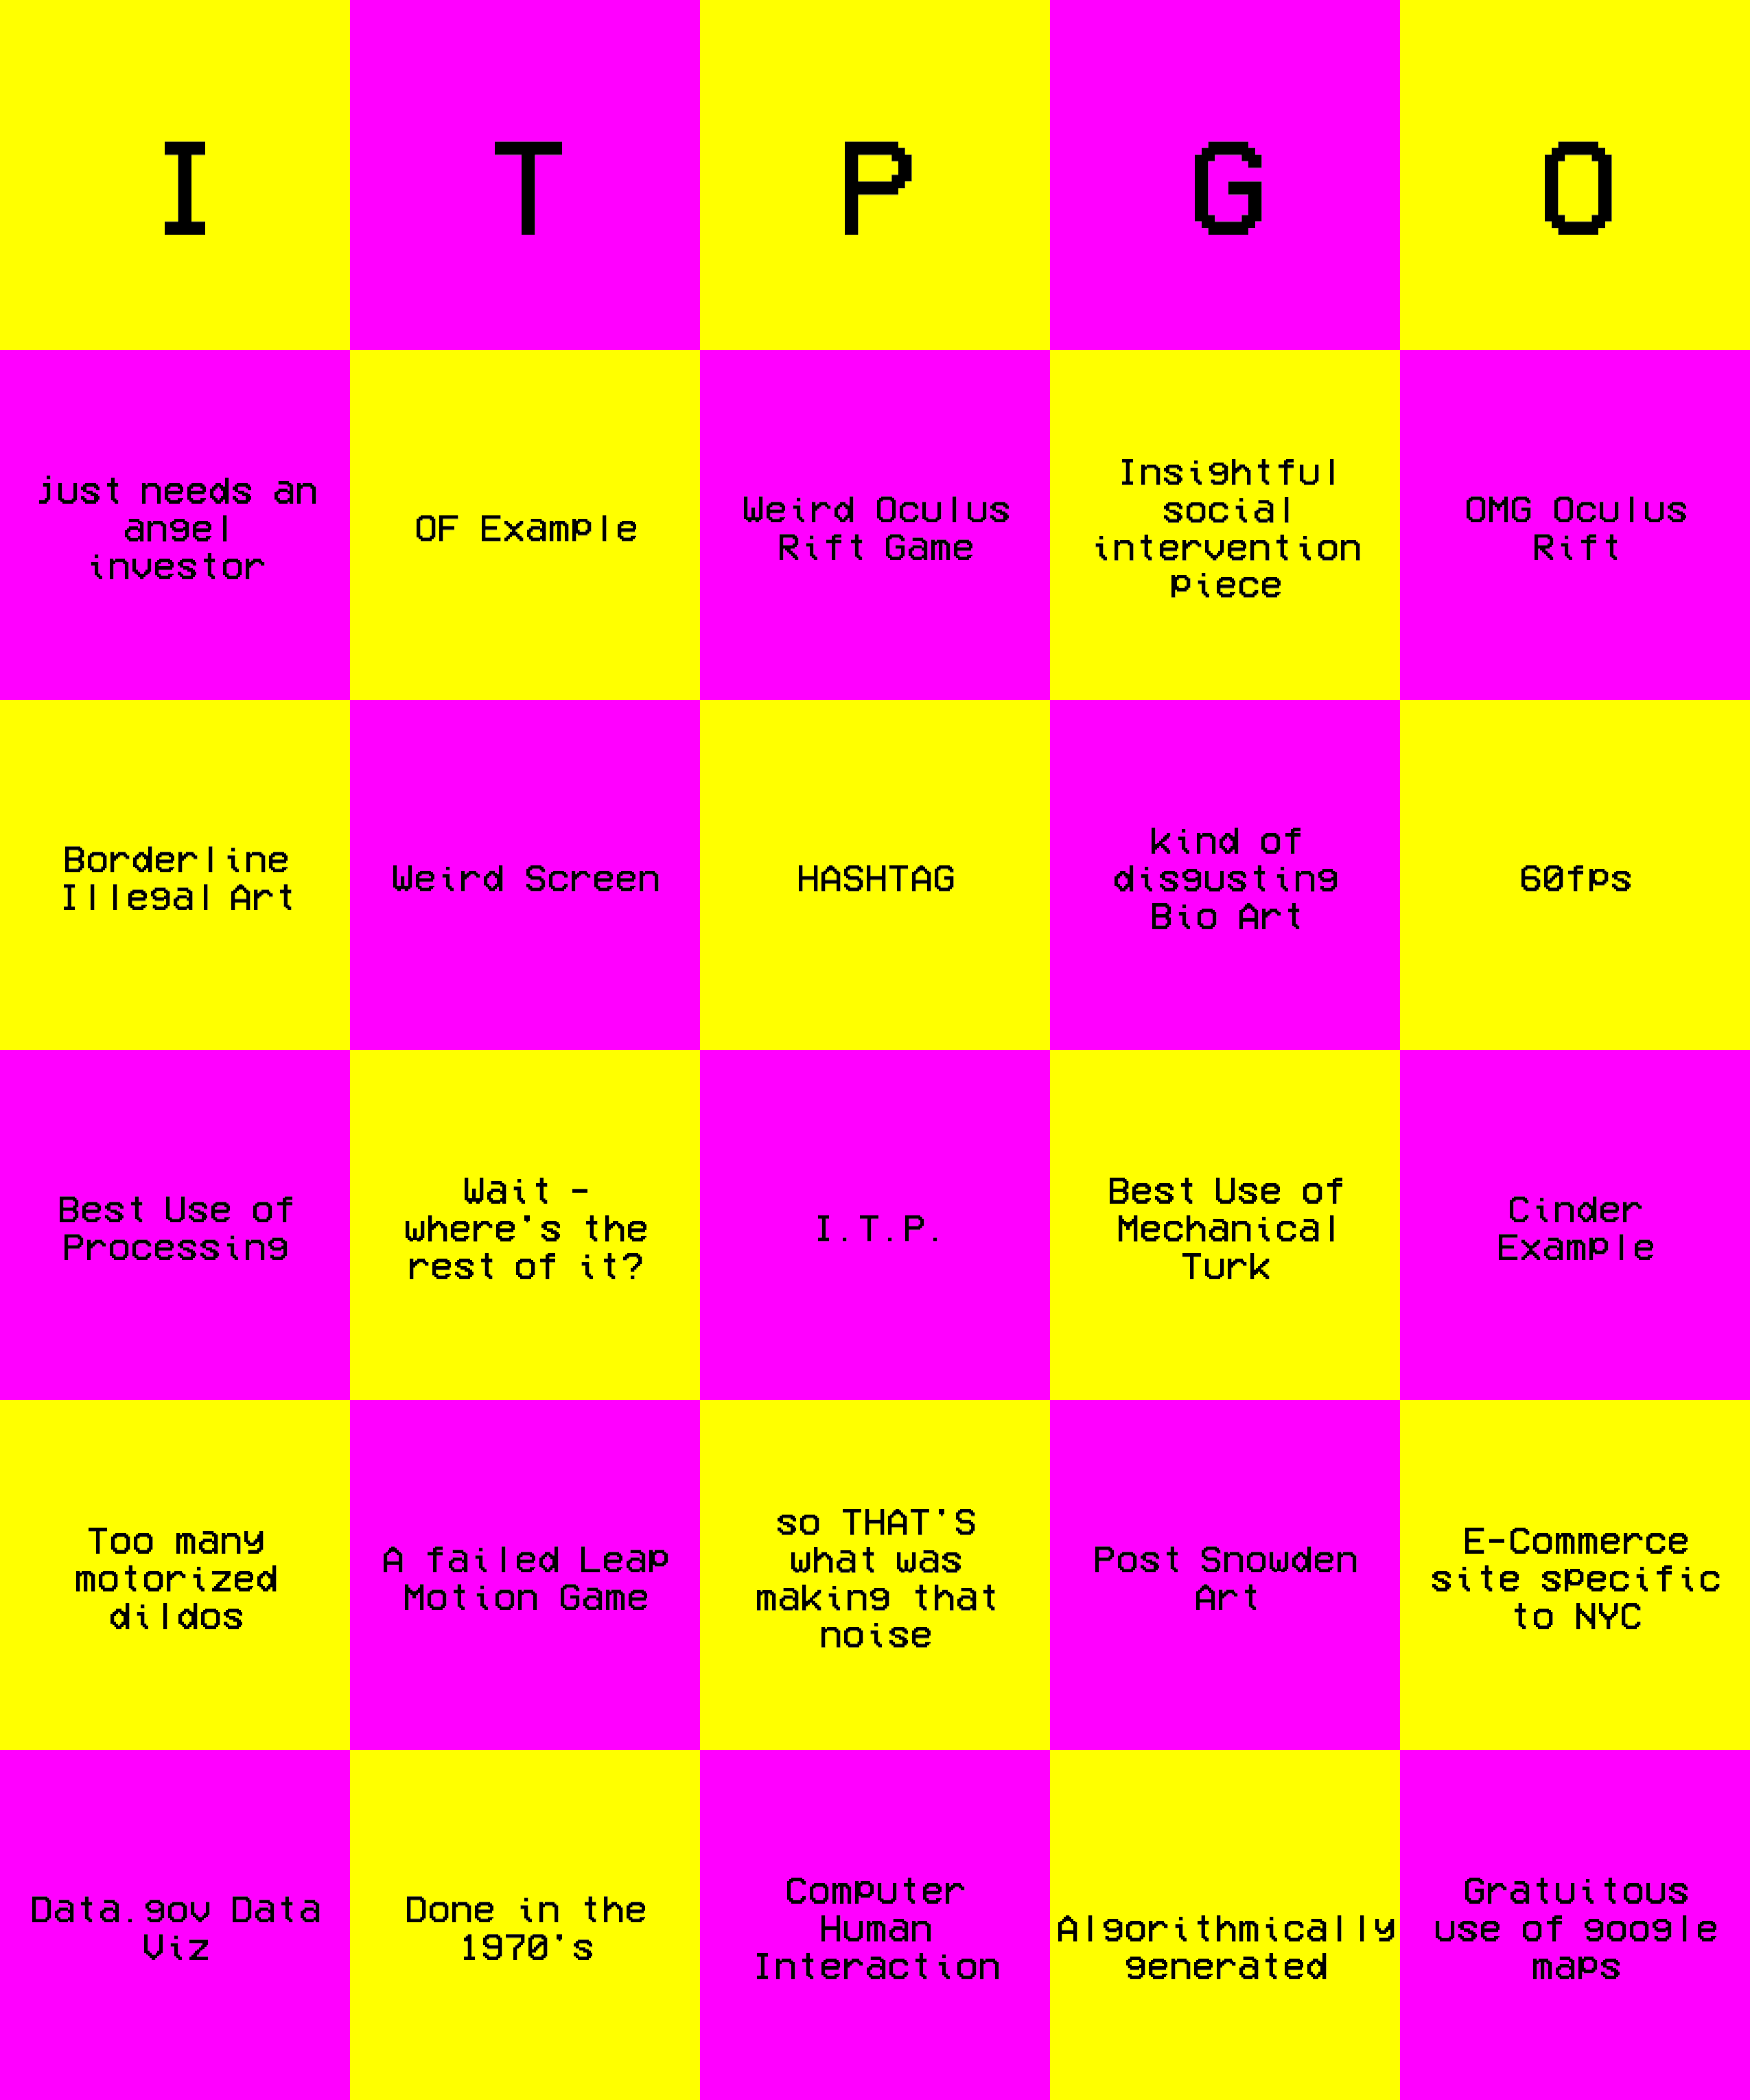 I T P G O
just needs an
angel
investor
OF Example
Weird Oculus
Rift Game
Insightful
social
intervention
piece
OMG Oculus
Rift
Borderline
Illegal Art
Weird Screen
HASHTAG
kind of
disgusting
Bio Art
60fps
Best Use of
Processing
Wait -
where's the
rest of it?
I.T.P.
Best Use of
Mechanical
Turk
Cinder
Example
Too many
motorized
dildos
A failed Leap
Motion Game
so THAT'S
what was
making that
noise
Post Snowden
Art
E-Commerce
site specific
to NYC
Data.gov Data
Viz
Done in the
1970's
Computer
Human
Interaction
Algorithmically
generated
Gratuitous
use of google
maps